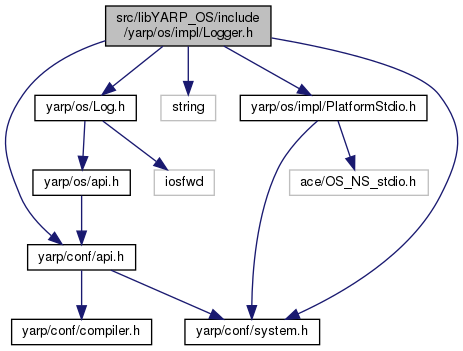 src/libYARP_OS/include
/yarp/os/impl/Logger.h
yarp/os/Log.h
string
yarp/os/impl/PlatformStdio.h
yarp/os/api.h
iosfwd
ace/OS_NS_stdio.h
yarp/conf/api.h
yarp/conf/compiler.h
yarp/conf/system.h